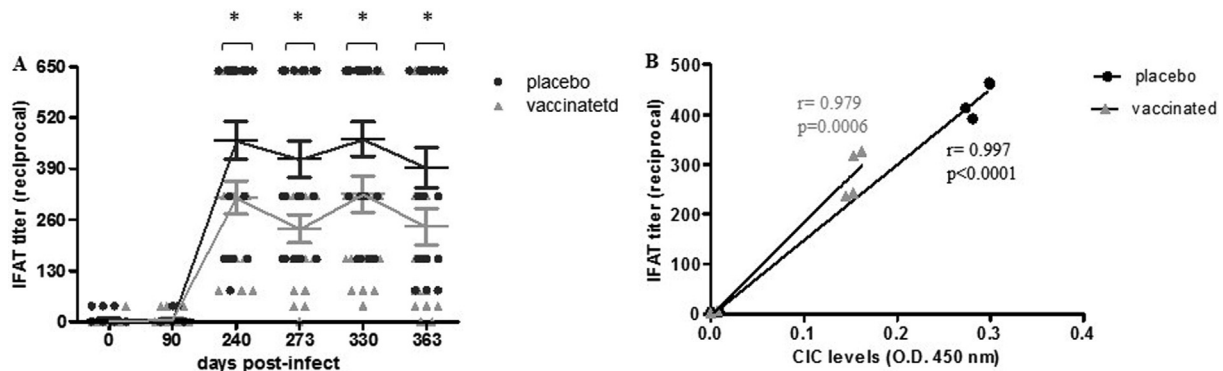 * * * *
A
650
520
390
260
130
0
IFAT titer (reciprocal)
0 90 240 273 330 363
days post-infect
placebo
vaccinatetd
B
500
400
300
200
100
0
IFAT titer (reciprocal)
0.0 0.1 0.2 0.3 0.4
CIC levels (O.D. 450 nm)
r= 0.979
p=0.0006
r= 0.997
p<0.0001
placebo
vaccinated